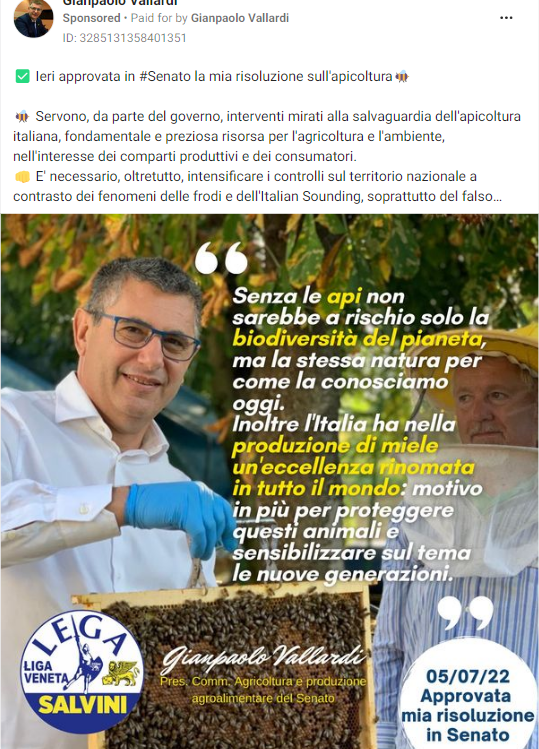 Gianpaolo Vallardi
Sponsored • Paid for by Gianpaolo Vallardi
ID: 3285131358401351
✅ Ieri approvata in #Senato la mia risoluzione sull'apicoltura🐝
🐝 Servono, da parte del governo, interventi mirati alla salvaguardia dell'apicoltura
italiana, fondamentale e preziosa risorsa per l'agricoltura e l'ambiente,
nell'interesse dei comparti produttivi e dei consumatori.
👊 E' necessario, oltretutto, intensificare i controlli sul territorio nazionale a
contrasto dei fenomeni delle frodi e dell'Italian Sounding, soprattutto del falso...
“
Senza le api non
sarebbe a rischio solo la
biodiversità del pianeta,
ma la stessa natura per
come la conosciamo
oggi.
Inoltre l'Italia ha nella
produzione di miele
un'eccellenza rinomata
in tutto il mondo: motivo
in più per proteggere
questi animali e
sensibilizzare sul tema
le nuove generazioni.
”
LEGA
LIGA
VENETA
SALVINI
Gianpaolo Vallardi
Pres. Comm. Agricoltura e produzione
agroalimentare del Senato
05/07/22
Approvata
mia risoluzione
in Senato